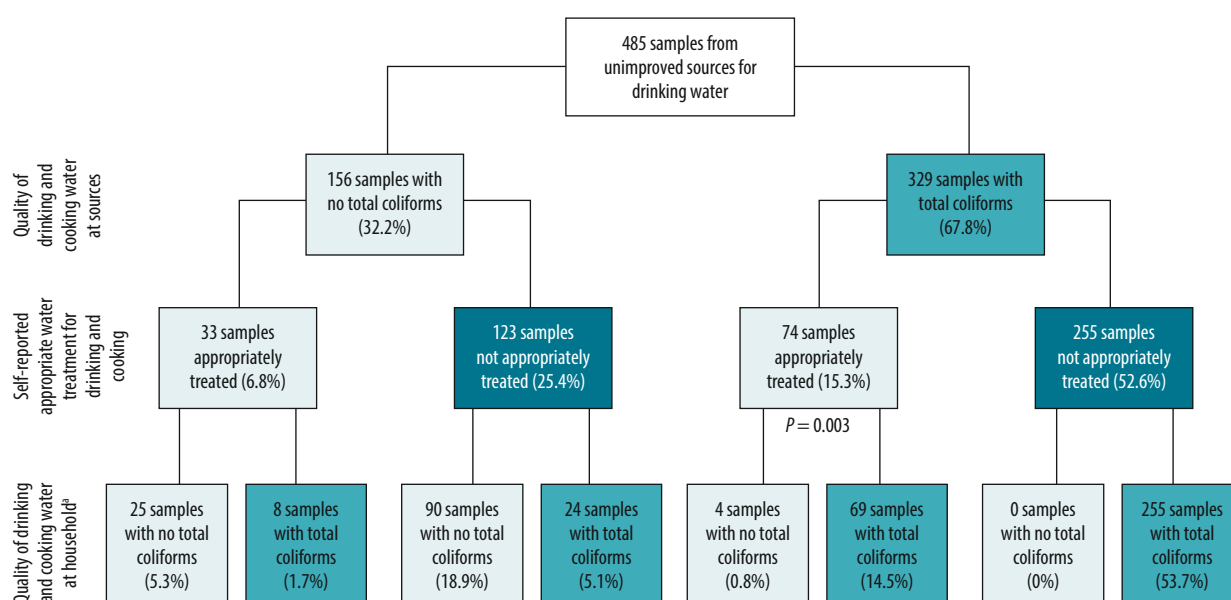 485 samples from
unimproved sources for
drinking water
Quality of
drinking and
cooking water
at sources
156 samples with
no total coliforms
(32.2%)
329 samples with
total coliforms
(67.8%)
Self-reported
appropriate water
treatment for
drinking and
cooking
33 samples
appropriately
treated (6.8%)
123 samples
not appropriately
treated (25.4%)
74 samples
appropriately
treated (15.3%)
255 samples
not appropriately
treated (52.6%)
P = 0.003
Quality of drinking
and cooking water
at householdª
25 samples
with no total
coliforms
(5.3%)
8 samples
with total
coliforms
(1.7%)
90 samples
with no total
coliforms
(18.9%)
24 samples
with total
coliforms
(5.1%)
4 samples
with no total
coliforms
(0.8%)
69 samples
with total
coliforms
(14.5%)
0 samples
with no total
coliforms
(0%)
255 samples
with total
coliforms
(53.7%)